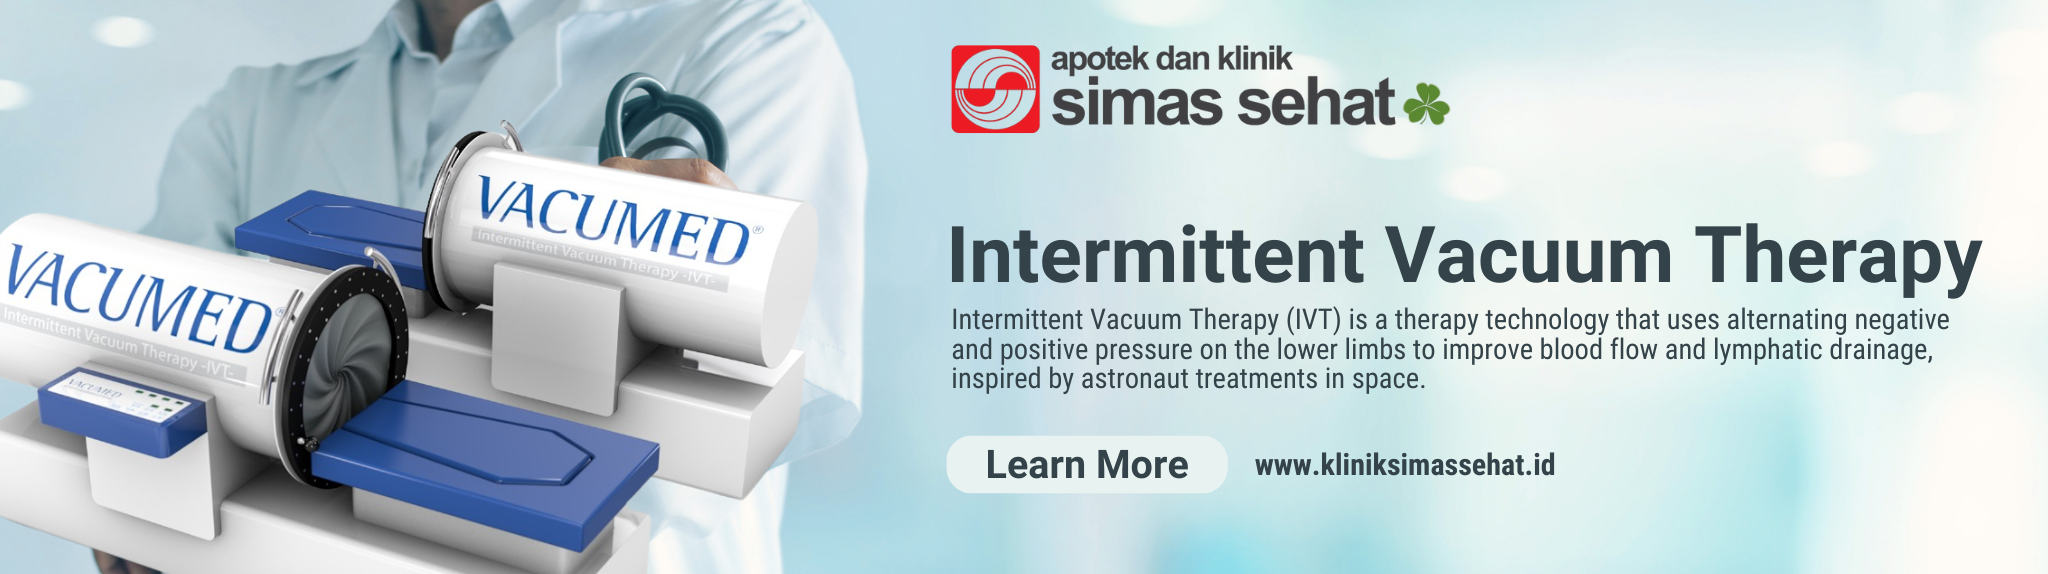 apotek dan klinik
simas sehat
VACUMED®
Intermittent Vacuum Therapy -IVT-
VACUMED®
Intermittent Vacuum Therapy -IVT-
VACUMED
Intermittent Vacuum Therapy
Intermittent Vacuum Therapy (IVT) is a therapy technology that uses alternating negative
and positive pressure on the lower limbs to improve blood flow and lymphatic drainage,
inspired by astronaut treatments in space.
Learn More
www.kliniksimassehat.id